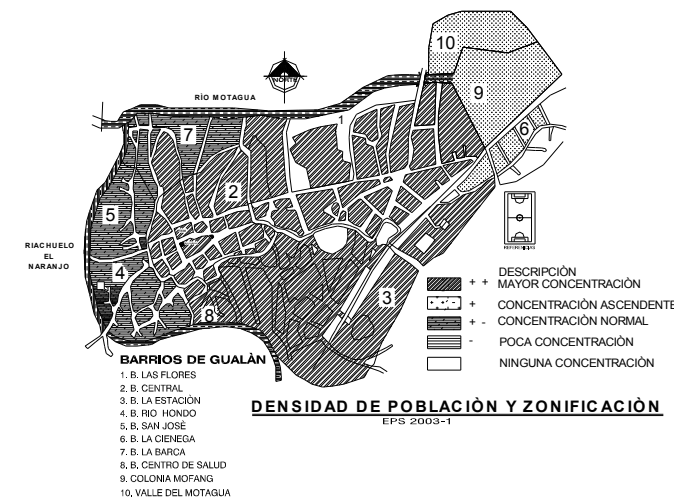 10
NORTE
RÍO MOTAGUA
9
1
6
7
2
5
REFERENCIAS
RIACHUELO
EL
NARANJO
4
3
8
DESCRIPCIÒN
+ + MAYOR CONCENTRACIÒN
+ CONCENTRACIÒN ASCENDENTE
+ - CONCENTRACIÒN NORMAL
- POCA CONCENTRACIÒN
NINGUNA CONCENTRACIÒN
BARRIOS DE GUALÀN
1. B. LAS FLORES
2. B. CENTRAL
3. B. LA ESTACIÒN
4. B. RIO HONDO
5. B, SAN JOSÈ
6. B. LA CIENEGA
7. B. LA BARCA
8, B, CENTRO DE SALUD
9. COLONIA MOFANG
10, VALLE DEL MOTAGUA
DENSIDAD DE POBLACIÒN Y ZONIFICACIÒN
EPS 2003-1